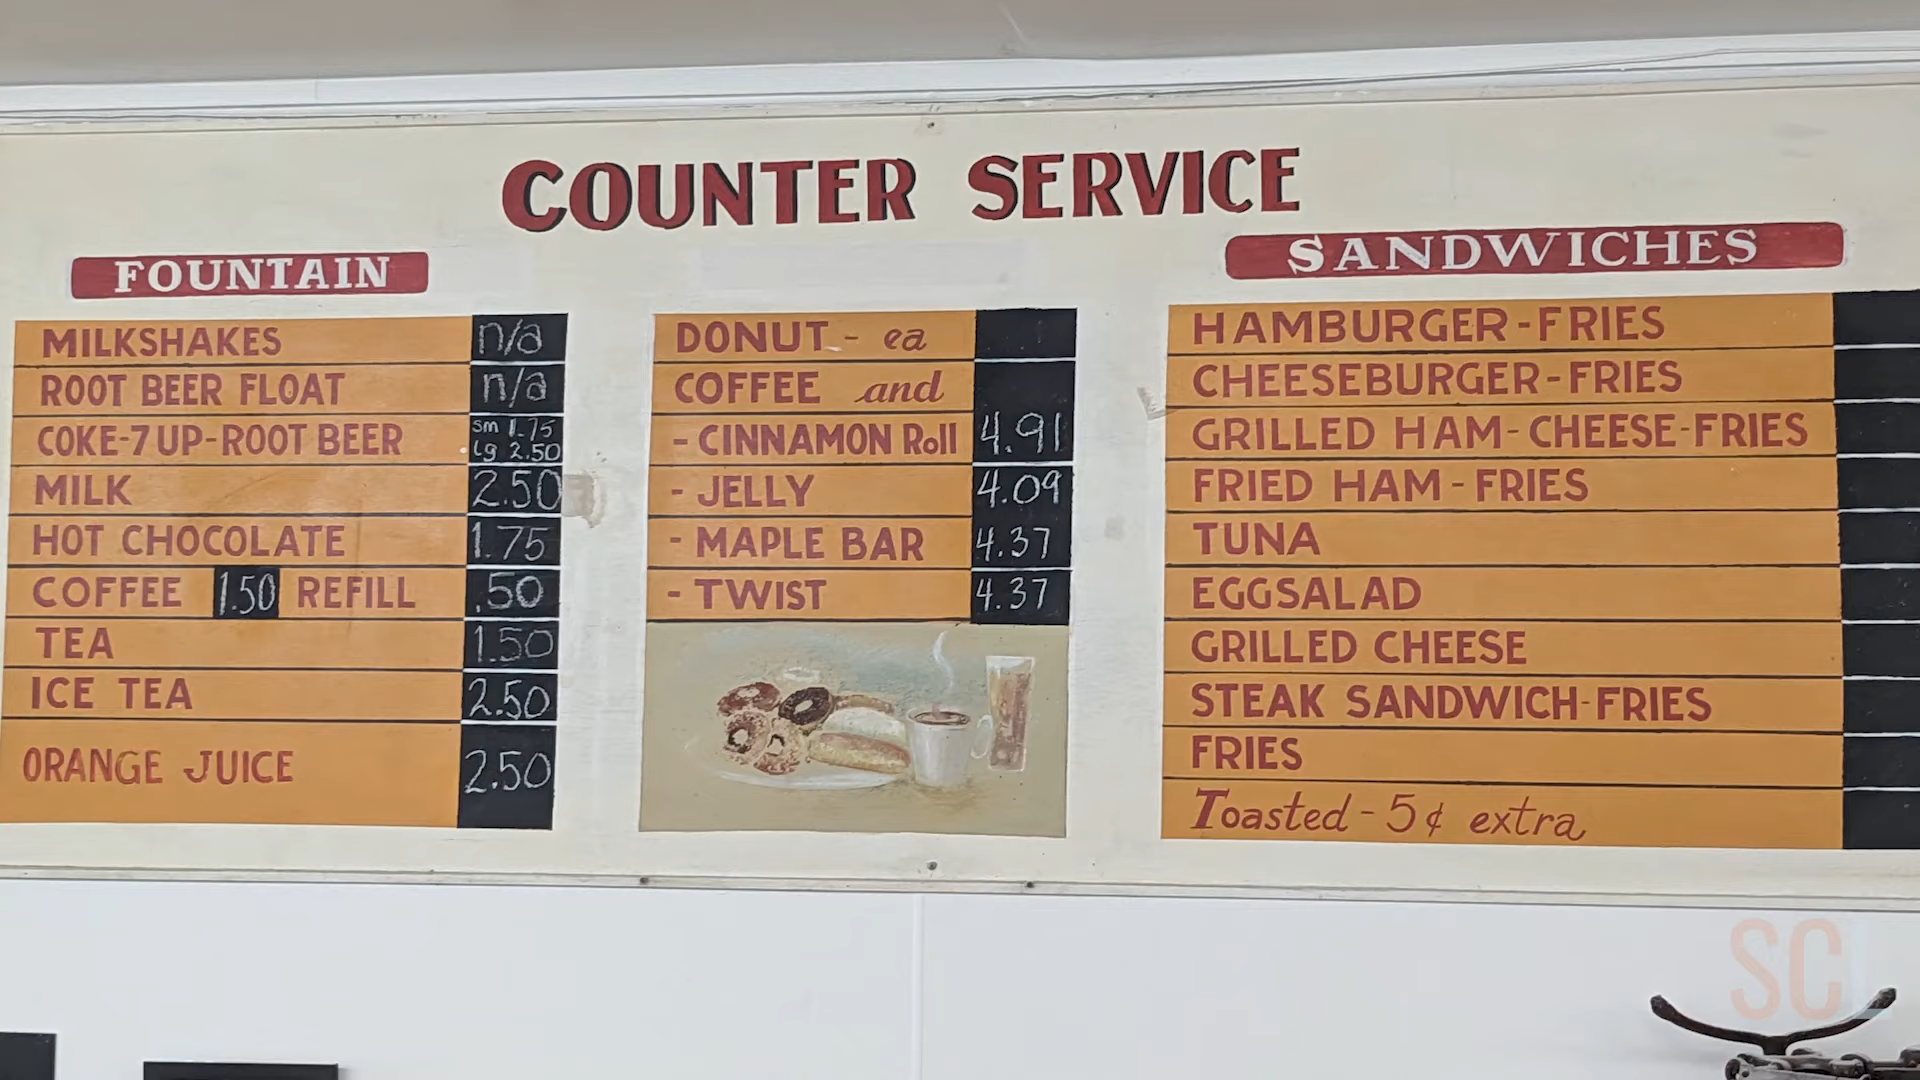 COUNTER SERVICE
FOUNTAIN
MILKSHAKES n/a
ROOT BEER FLOAT n/a
COKE-7UP-ROOT BEER sm 1.75 lg 2.50
MILK 2.50
HOT CHOCOLATE 1.75
COFFEE 1.50 REFILL .50
TEA 1.50
ICE TEA 2.50
ORANGE JUICE 2.50
DONUT - ea
COFFEE and
- CINNAMON Roll 4.91
- JELLY 4.09
- MAPLE BAR 4.37
- TWIST 4.37
SANDWICHES
HAMBURGER-FRIES
CHEESEBURGER-FRIES
GRILLED HAM-CHEESE-FRIES
FRIED HAM-FRIES
TUNA
EGGSALAD
GRILLED CHEESE
STEAK SANDWICH-FRIES
FRIES
Toasted - 5¢ extra
SCL